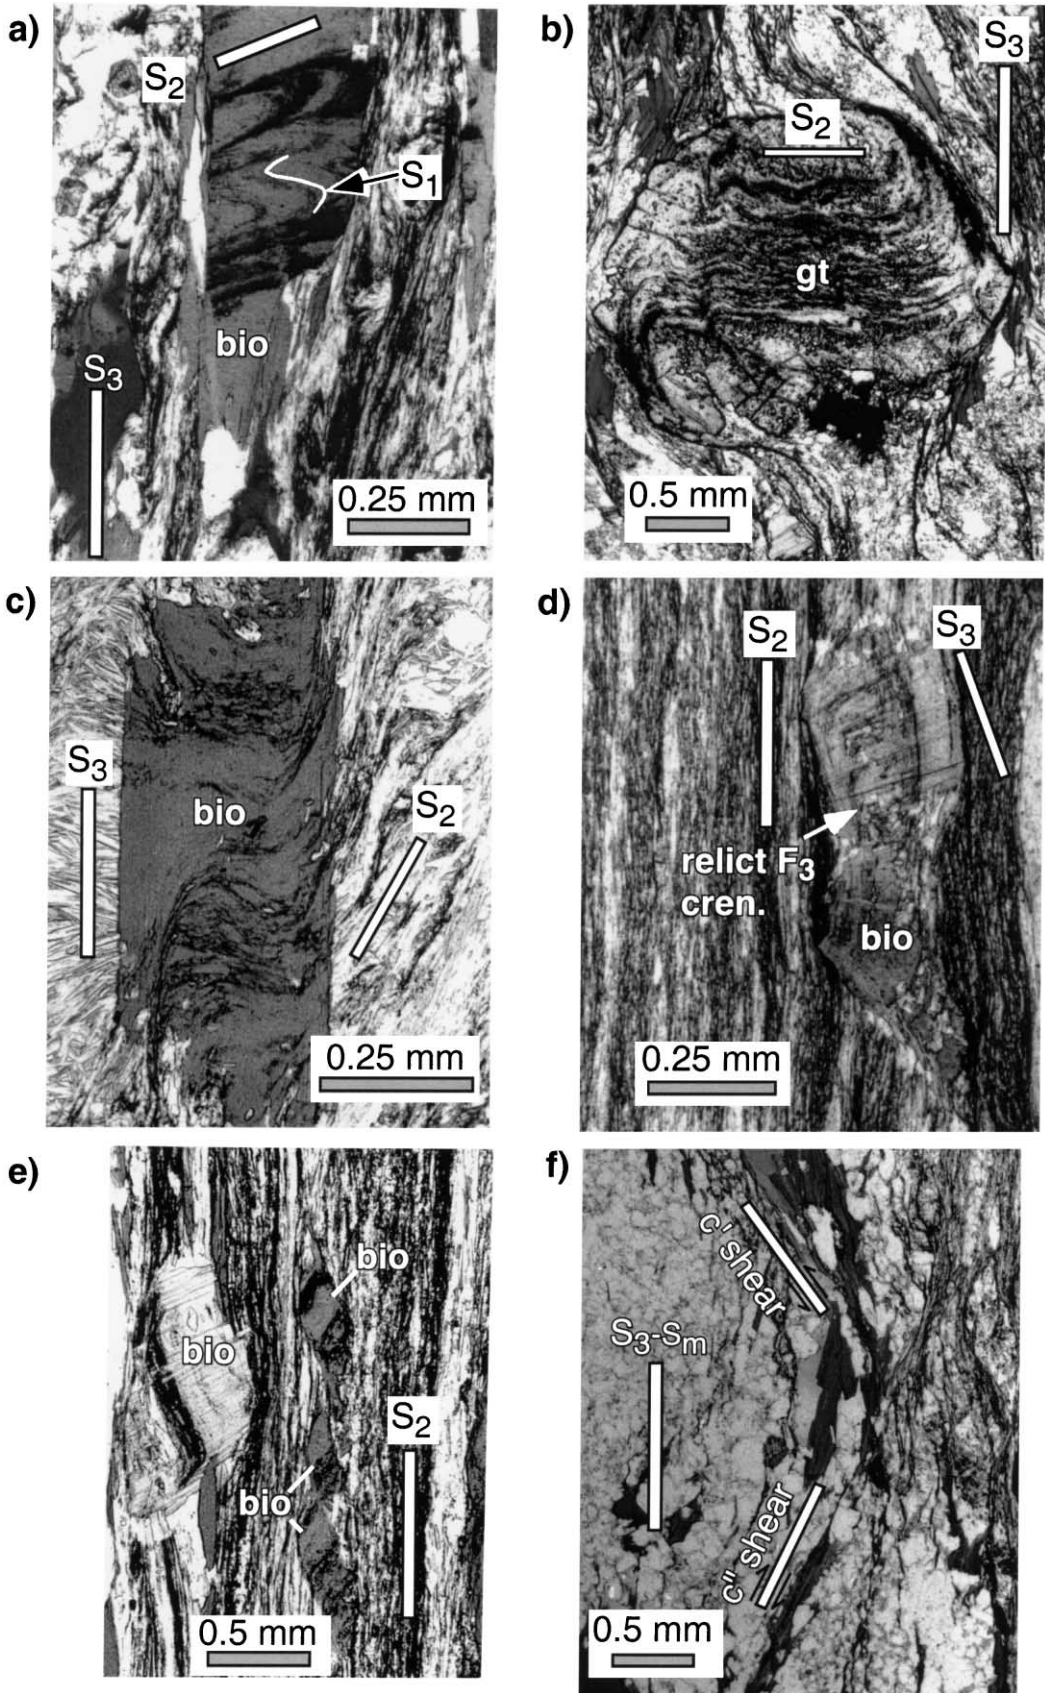 a)
S2
S1
bio
S3
0.25 mm
b)
S3
S2
gt
0.5 mm
c)
S3
bio
S2
0.25 mm
d)
S2
S3
relict F3
cren.
bio
0.25 mm
e)
bio
bio
S2
bio
0.5 mm
f)
c' shear
S3-Sm
c'' shear
0.5 mm